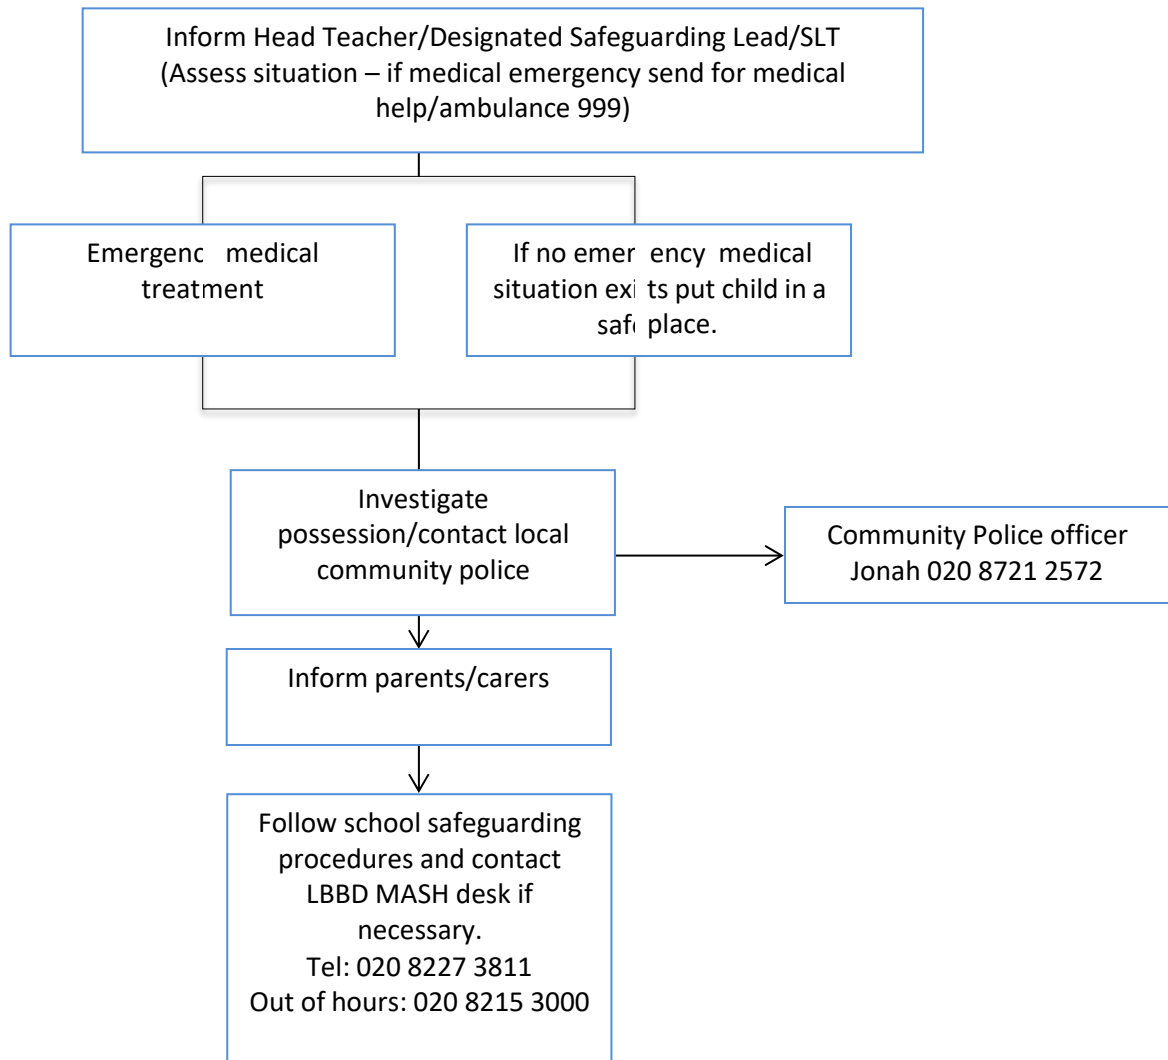 Inform Head Teacher/Designated Safeguarding Lead/SLT
(Assess situation – if medical emergency send for medical
help/ambulance 999)
Emergenc medical
treatment
If no emer ency medical
situation exi ts put child in a
safe place.
Investigate
possession/contact local
community police
Community Police officer
Jonah 020 8721 2572
Inform parents/carers
Follow school safeguarding
procedures and contact
LBBD MASH desk if
necessary.
Tel: 020 8227 3811
Out of hours: 020 8215 3000